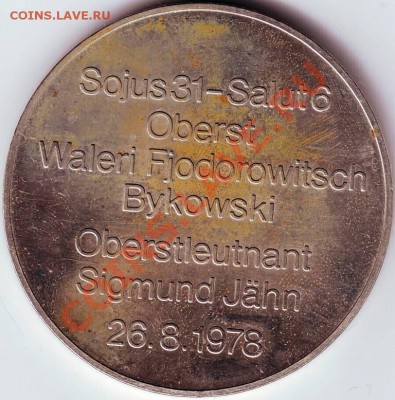 COINS.LAVE.RU
Sojus 31-Salut 6
Oberst
Waleri Fjodorowitsch
Bykowski
Oberstleutnant
Sigmund Jähn
26.8.1978